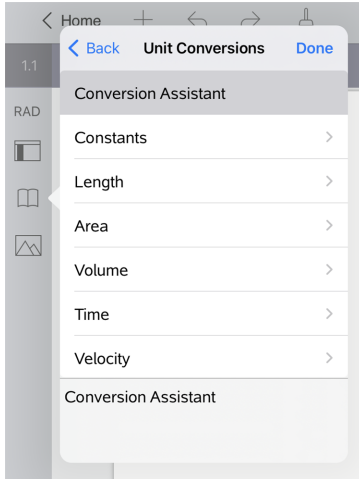 Home
Back Unit Conversions Done
1.1
Conversion Assistant
RAD
Constants
Length
Area
Volume
Time
Velocity
Conversion Assistant